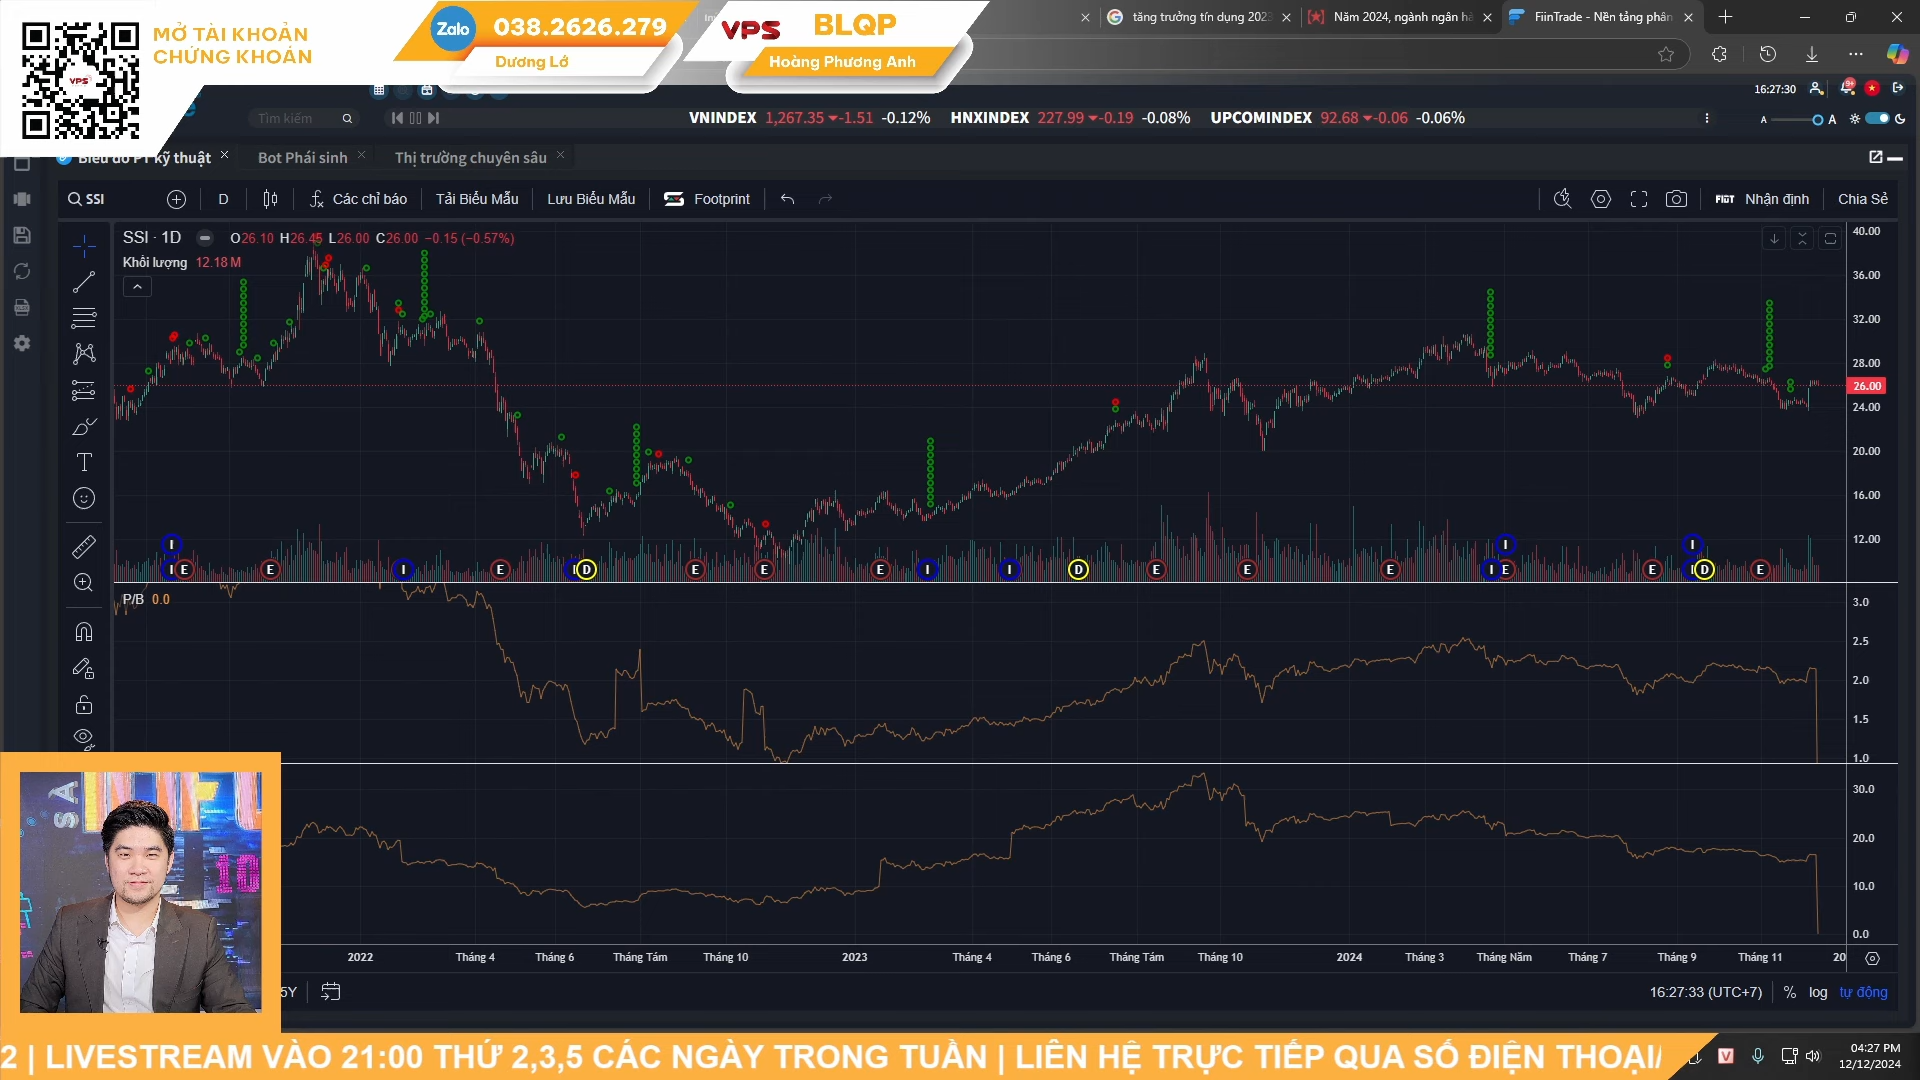 MỞ TÀI KHOẢN
CHỨNG KHOÁN
VPS
Zalo 038.2626.279
Dương Lớ
VPS BLQP
Hoàng Phương Anh
tăng trưởng tín dụng 2023
Năm 2024, ngành ngân hà
FiinTrade - Nền tảng phân
16:27:30
Tìm kiếm
VNINDEX 1,267.35 -1.51 -0.12%
HNXINDEX 227.99 -0.19 -0.08%
UPCOMINDEX 92.68 -0.06 -0.06%
A A
Biểu đồ PT kỹ thuật
Bot Phái sinh
Thị trường chuyên sâu
SSI
D
Các chỉ báo
Tải Biểu Mẫu
Lưu Biểu Mẫu
Footprint
FIDT Nhận định
Chia Sẻ
SSI · 1D O26.10 H26.45 L26.00 C26.00 −0.15 (−0.57%)
Khối lượng 12.18 M
40.00
36.00
32.00
28.00
26.00
24.00
20.00
16.00
12.00
I I I
I E E I E I D E E E I I D E E E I E E I D E
P/B 0.0
3.0
2.5
2.0
1.5
1.0
30.0
20.0
10.0
0.0
SA
10
2022 Tháng 4 Tháng 6 Tháng Tám Tháng 10 2023 Tháng 4 Tháng 6 Tháng Tám Tháng 10 2024 Tháng 3 Tháng Năm Tháng 7 Tháng 9 Tháng 11 20
5Y
16:27:33 (UTC+7) % log tự động
2 | LIVESTREAM VÀO 21:00 THỨ 2,3,5 CÁC NGÀY TRONG TUẦN | LIÊN HỆ TRỰC TIẾP QUA SỐ ĐIỆN THOẠI/
04:27 PM
12/12/2024